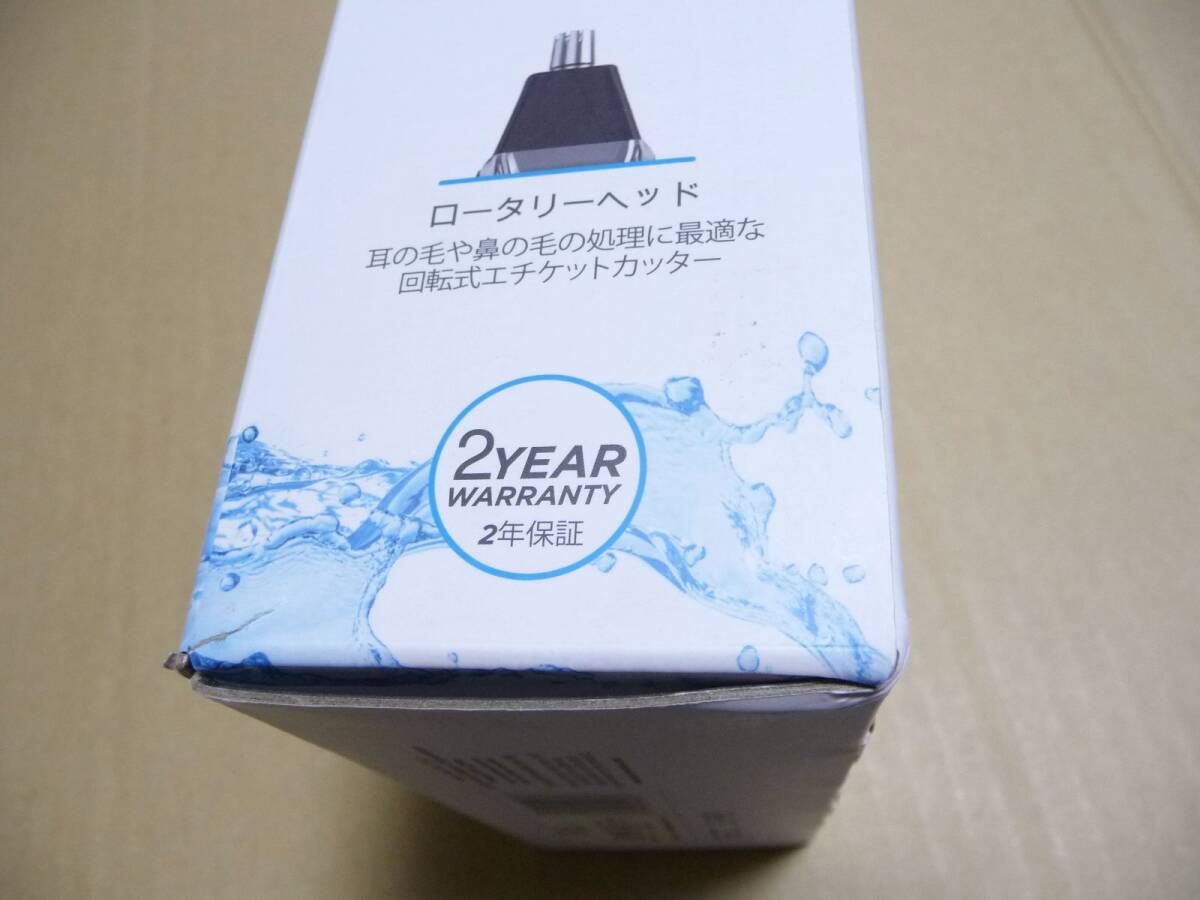 ロータリーヘッド
耳の毛や鼻の毛の処理に最適な
回転式エチケットカッター
2YEAR
WARRANTY
2年保証